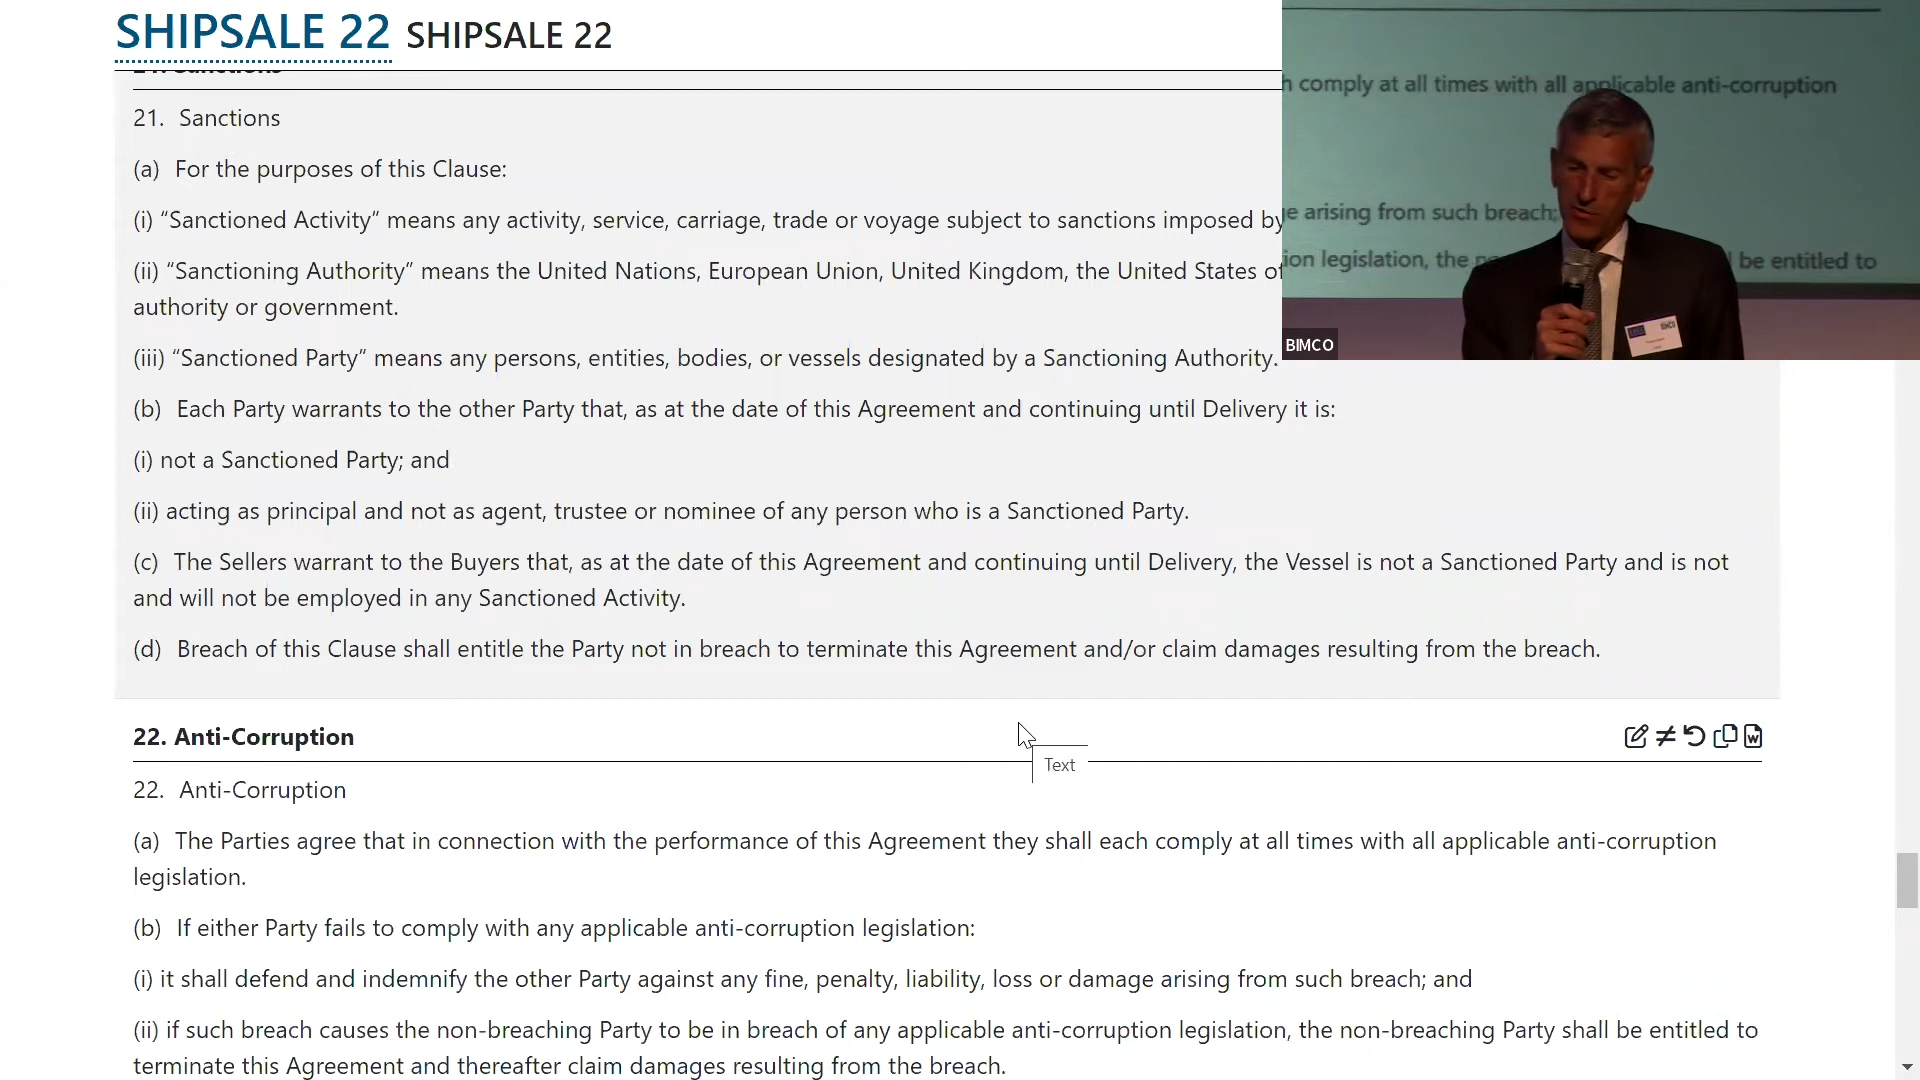 SHIPSALE 22 SHIPSALE 22
21. Sanctions
21. Sanctions
(a) For the purposes of this Clause:
(i) “Sanctioned Activity” means any activity, service, carriage, trade or voyage subject to sanctions imposed by
(ii) “Sanctioning Authority” means the United Nations, European Union, United Kingdom, the United States of
authority or government.
(iii) “Sanctioned Party” means any persons, entities, bodies, or vessels designated by a Sanctioning Authority.
(b) Each Party warrants to the other Party that, as at the date of this Agreement and continuing until Delivery it is:
(i) not a Sanctioned Party; and
(ii) acting as principal and not as agent, trustee or nominee of any person who is a Sanctioned Party.
(c) The Sellers warrant to the Buyers that, as at the date of this Agreement and continuing until Delivery, the Vessel is not a Sanctioned Party and is not
and will not be employed in any Sanctioned Activity.
(d) Breach of this Clause shall entitle the Party not in breach to terminate this Agreement and/or claim damages resulting from the breach.
22. Anti-Corruption
Text
22. Anti-Corruption
(a) The Parties agree that in connection with the performance of this Agreement they shall each comply at all times with all applicable anti-corruption
legislation.
(b) If either Party fails to comply with any applicable anti-corruption legislation:
(i) it shall defend and indemnify the other Party against any fine, penalty, liability, loss or damage arising from such breach; and
(ii) if such breach causes the non-breaching Party to be in breach of any applicable anti-corruption legislation, the non-breaching Party shall be entitled to
terminate this Agreement and thereafter claim damages resulting from the breach.
comply at all times with all applicable anti-corruption
arising from such breach;
legislation, the be entitled to
BIMCO
BIMCO